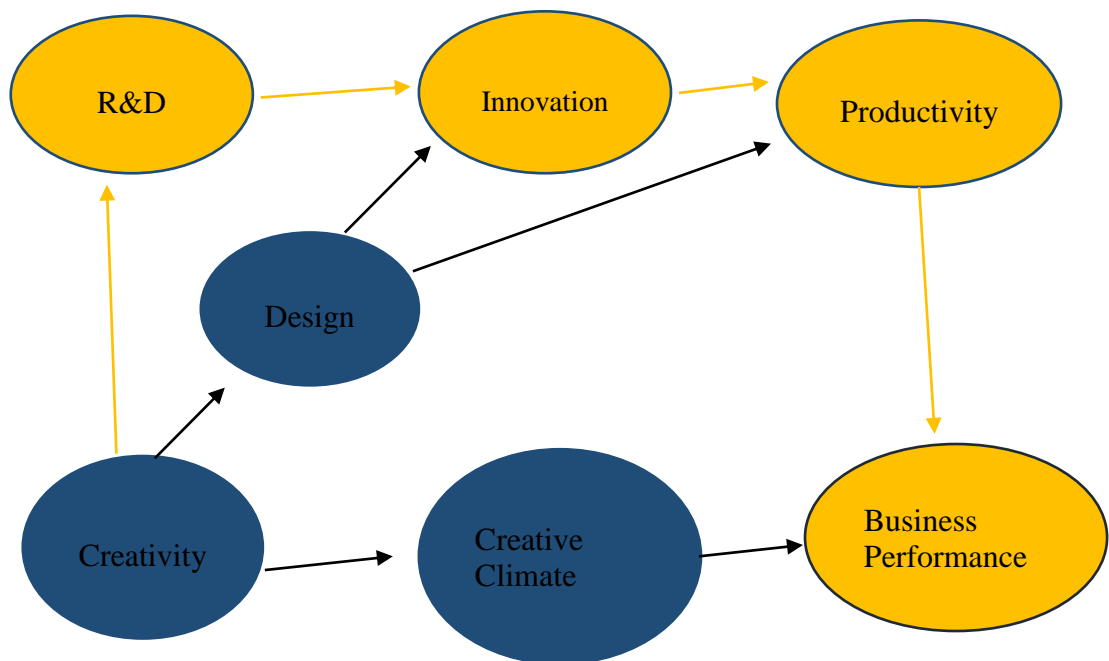 R&D
Innovation
Productivity
Design
Creativity
Creative
Climate
Business
Performance